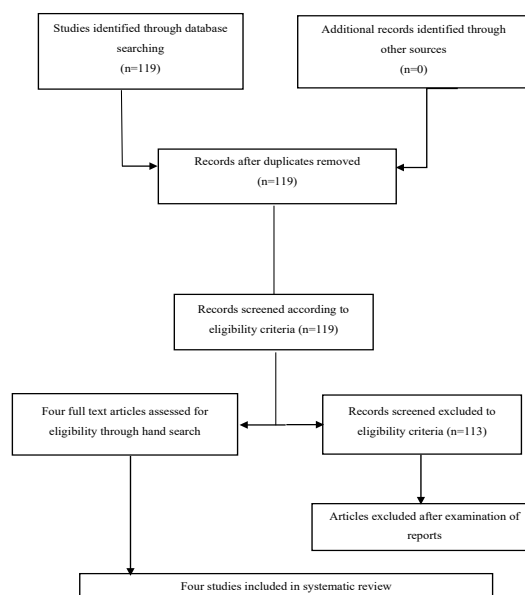 Studies identified through database
searching
(n=119)
Additional records identified through
other sources
(n=0)
Records after duplicates removed
(n=119)
Records screened according to
eligibility criteria (n=119)
Four full text articles assessed for
eligibility through hand search
Records screened excluded to
eligibility criteria (n=113)
Articles excluded after examination of
reports
Four studies included in systematic review